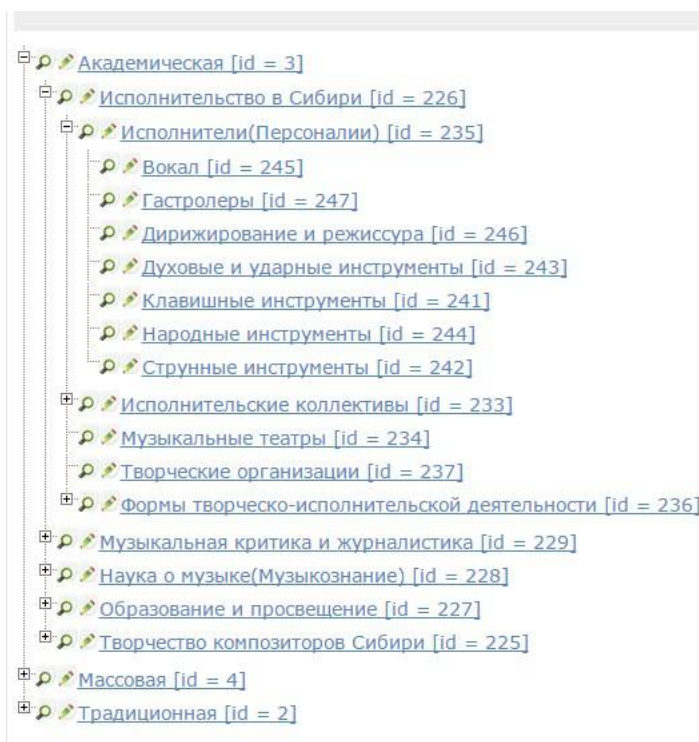 Академическая [id = 3]
Исполнительство в Сибири [id = 226]
Исполнители(Персоналии) [id = 235]
Вокал [id = 245]
Гастролеры [id = 247]
Дирижирование и режиссура [id = 246]
Духовые и ударные инструменты [id = 243]
Клавишные инструменты [id = 241]
Народные инструменты [id = 244]
Струнные инструменты [id = 242]
Исполнительские коллективы [id = 233]
Музыкальные театры [id = 234]
Творческие организации [id = 237]
Формы творческо-исполнительской деятельности [id = 236]
Музыкальная критика и журналистика [id = 229]
Наука о музыке(Музыкознание) [id = 228]
Образование и просвещение [id = 227]
Творчество композиторов Сибири [id = 225]
Массовая [id = 4]
Традиционная [id = 2]